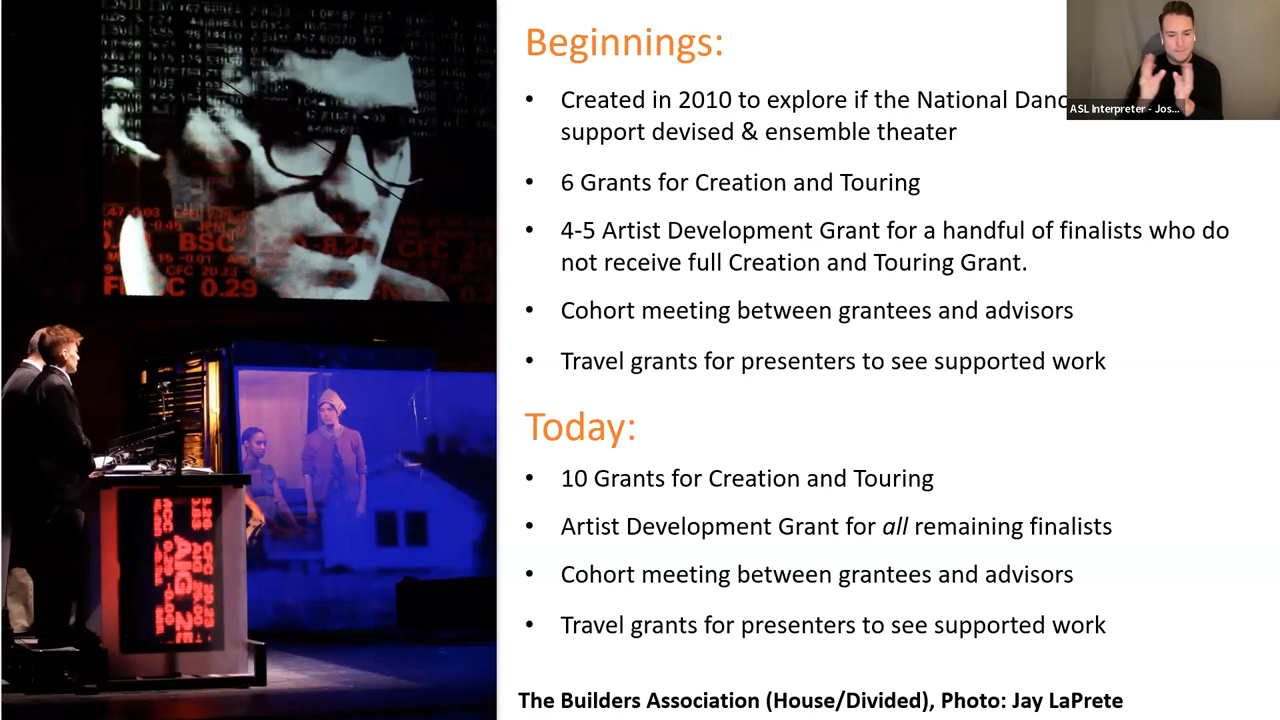 Beginnings:
• Created in 2010 to explore if the National Danc
support devised & ensemble theater
• 6 Grants for Creation and Touring
• 4-5 Artist Development Grant for a handful of finalists who do
not receive full Creation and Touring Grant.
• Cohort meeting between grantees and advisors
• Travel grants for presenters to see supported work
Today:
• 10 Grants for Creation and Touring
• Artist Development Grant for all remaining finalists
• Cohort meeting between grantees and advisors
• Travel grants for presenters to see supported work
The Builders Association (House/Divided), Photo: Jay LaPrete
ASL Interpreter - Jos...
BSC
CFC 20.23
0.29
AIG